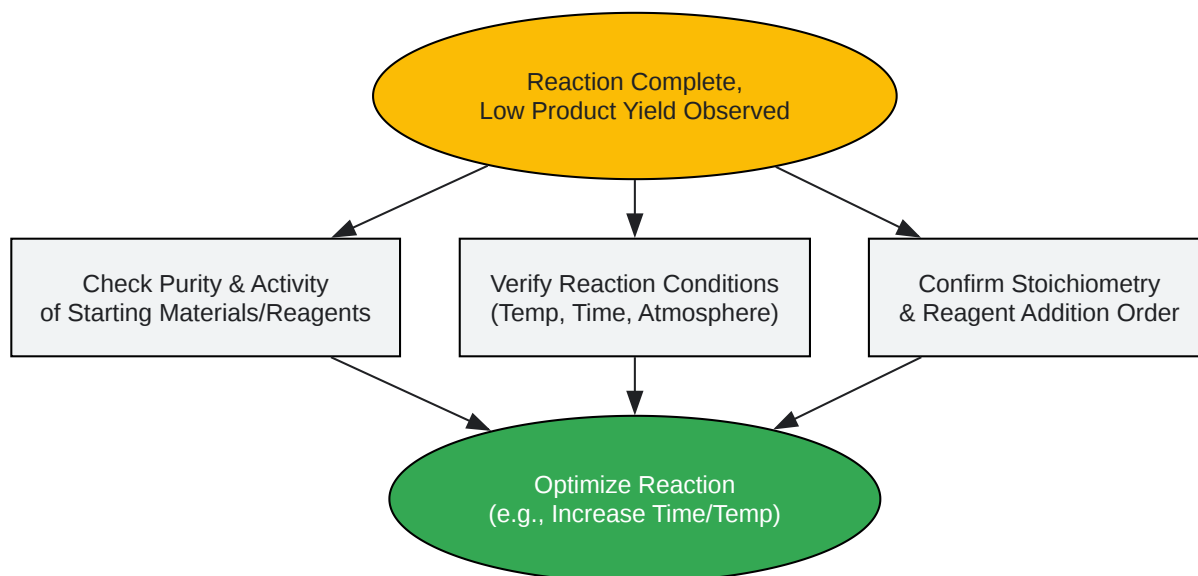 Reaction Complete,
Low Product Yield Observed
Check Purity & Activity
of Starting Materials/Reagents
Verify Reaction Conditions
(Temp, Time, Atmosphere)
Confirm Stoichiometry
& Reagent Addition Order
Optimize Reaction
(e.g., Increase Time/Temp)